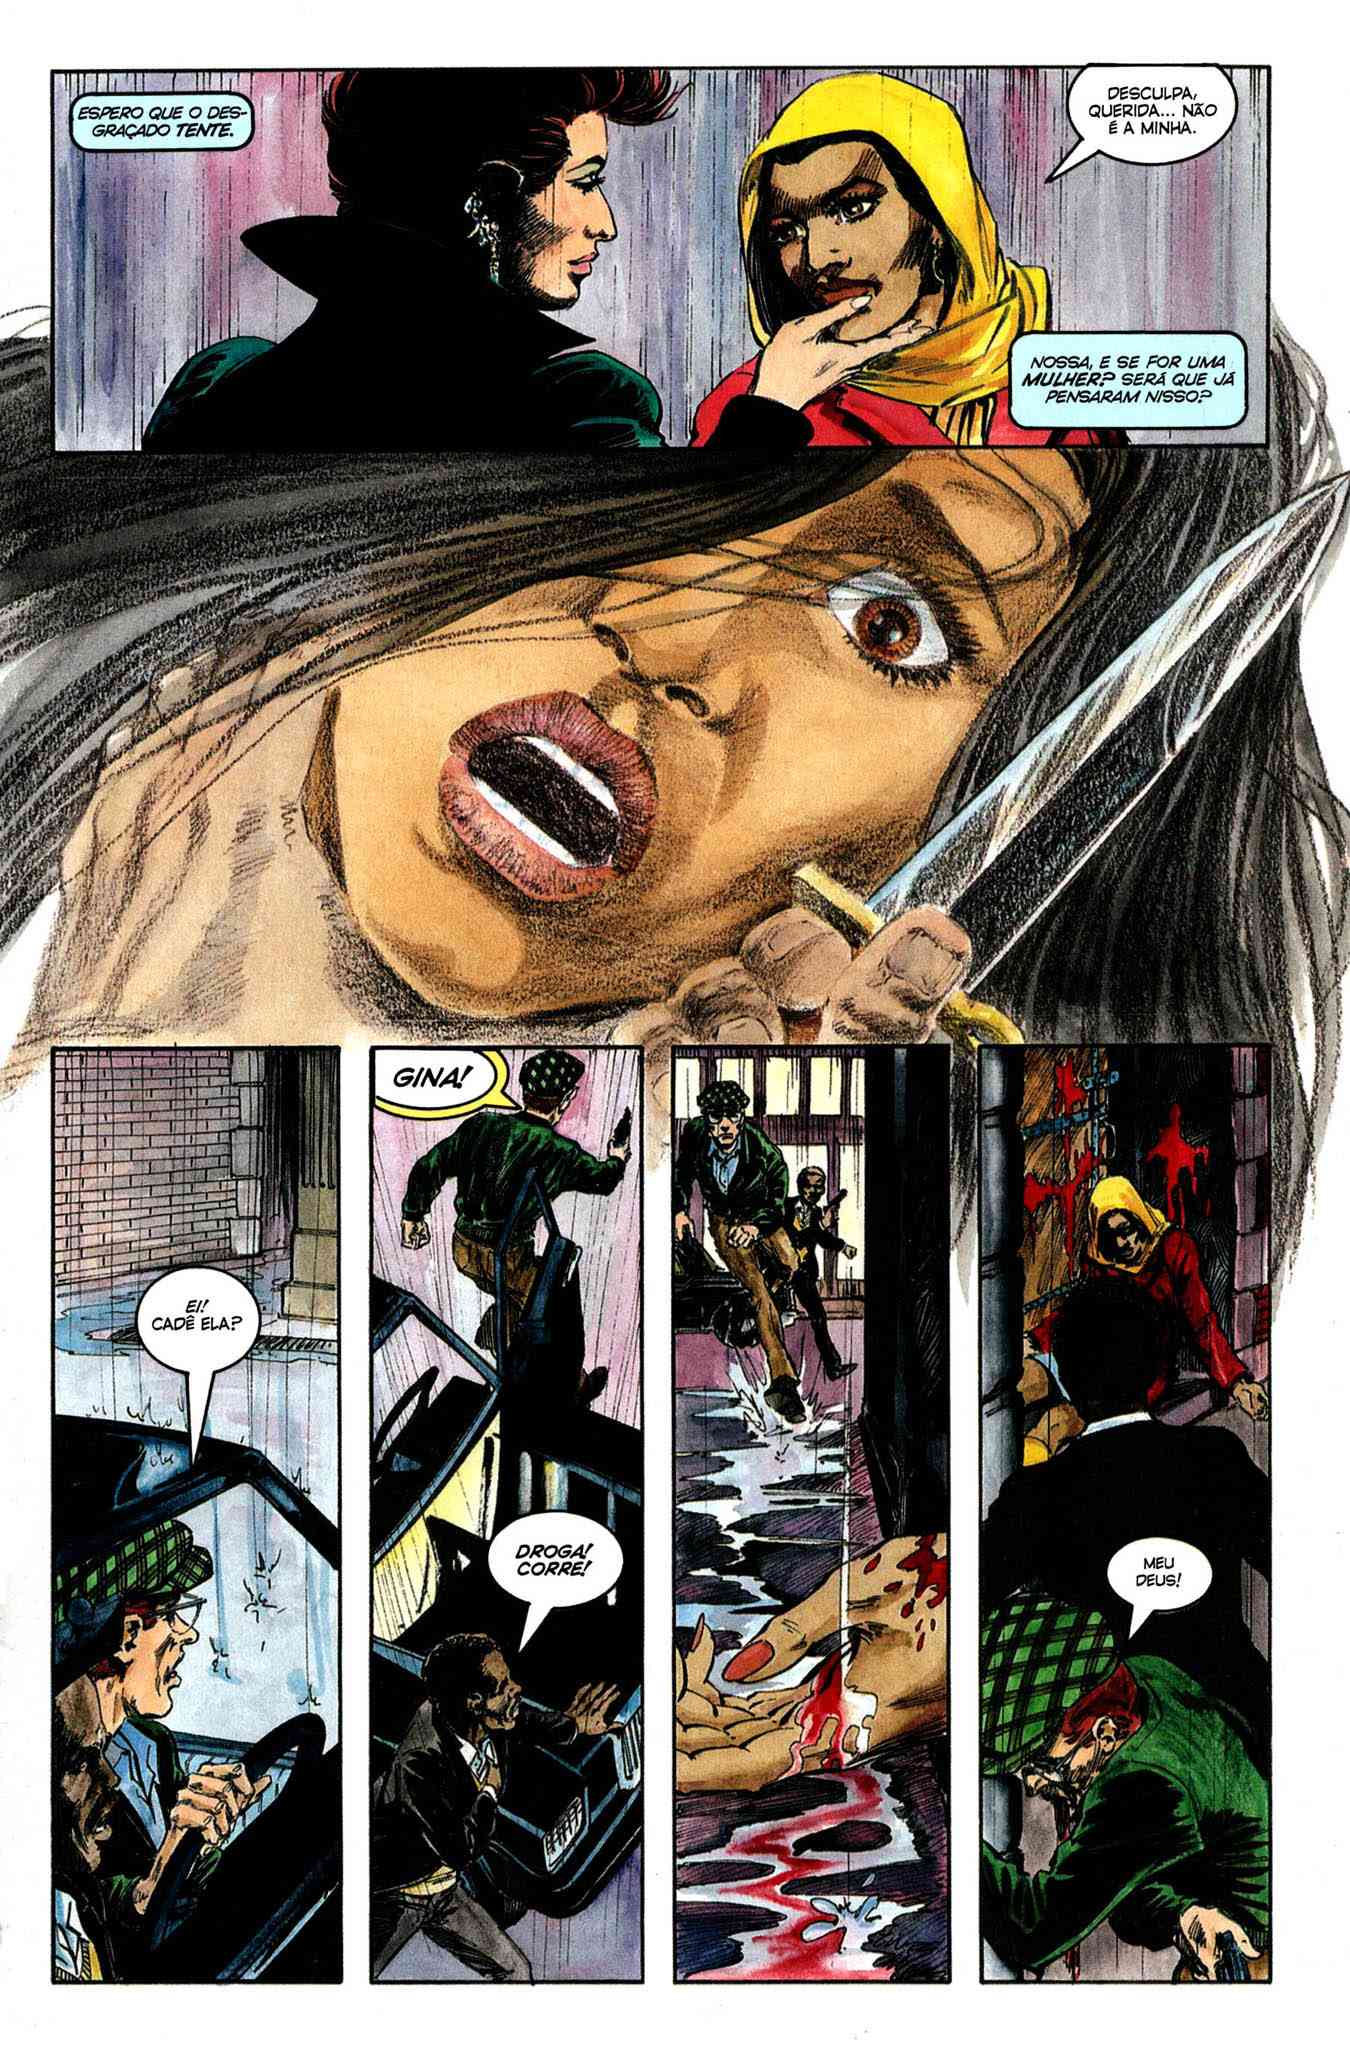 ESPERO QUE O DES-
GRAÇADO TENTE.
DESCULPA,
QUERIDA... NÃO
É A MINHA.
NOSSA, E SE FOR UMA
MULHER? SERÁ QUE JÁ
PENSARAM NISSO?
EI!
CADÊ ELA?
GINA!
DROGA!
CORRE!
MEU
DEUS!